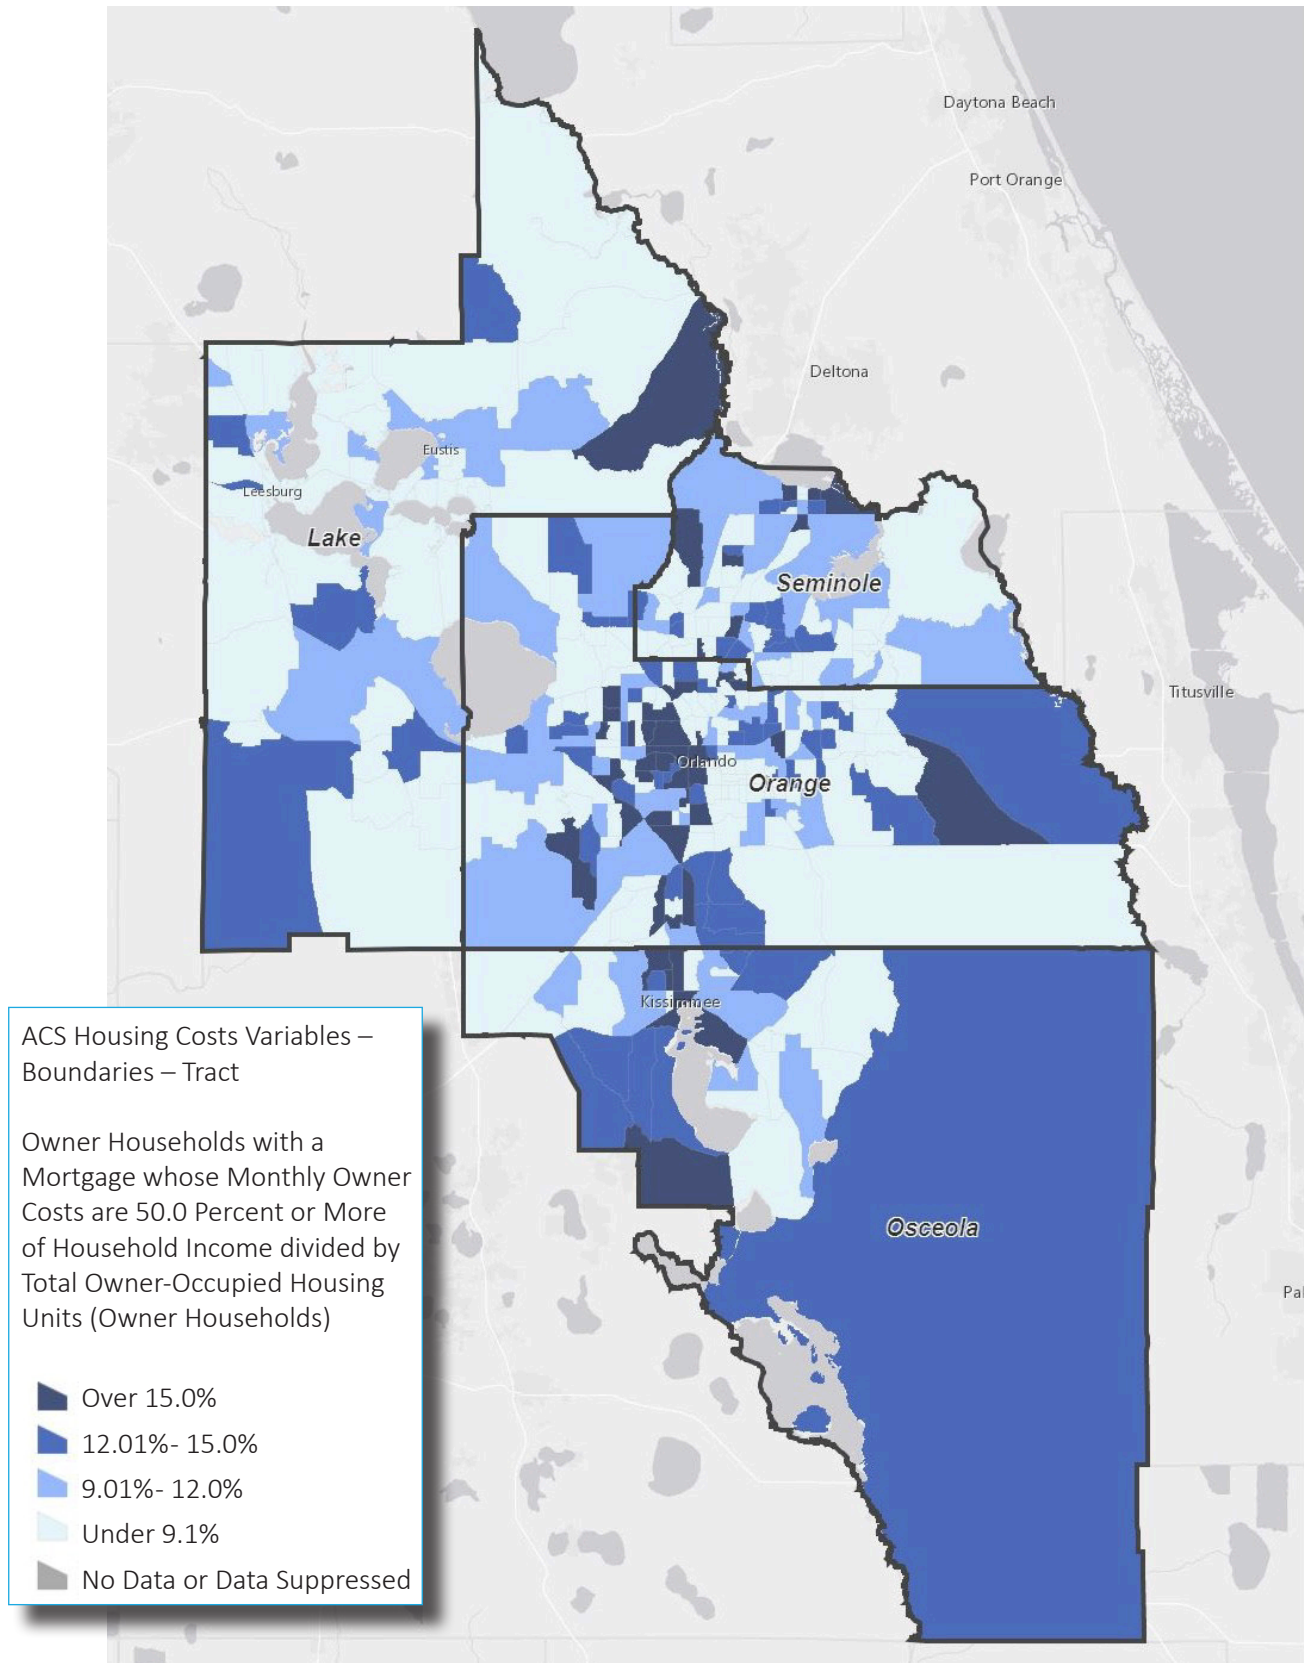 Daytona Beach
Port Orange
Deltona
Eustis
Leesburg
Lake
Seminole
Titusville
Orlando
Orange
Kissimmee
ACS Housing Costs Variables –
Boundaries – Tract
Owner Households with a
Mortgage whose Monthly Owner
Costs are 50.0 Percent or More
of Household Income divided by
Total Owner-Occupied Housing
Units (Owner Households)
Osceola
Pal
Over 15.0%
12.01%- 15.0%
9.01%- 12.0%
Under 9.1%
No Data or Data Suppressed